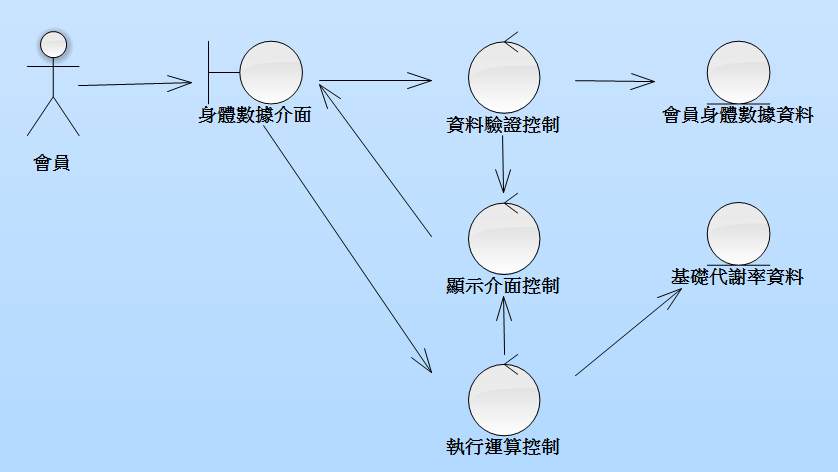 身體數據介面
資料驗證控制
會員身體數據資料
會員
顯示介面控制
基礎代謝率資料
執行運算控制